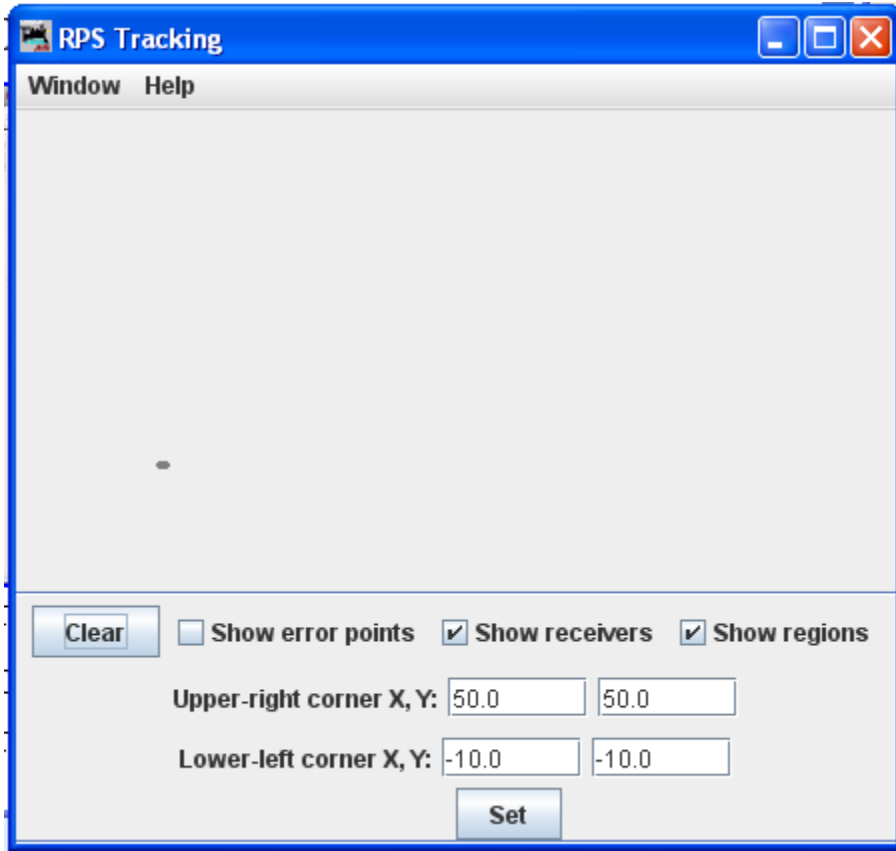 RPS Tracking
Window Help
Clear Show error points Show receivers Show regions
Upper-right corner X, Y: 50.0 50.0
Lower-left corner X, Y: -10.0 -10.0
Set